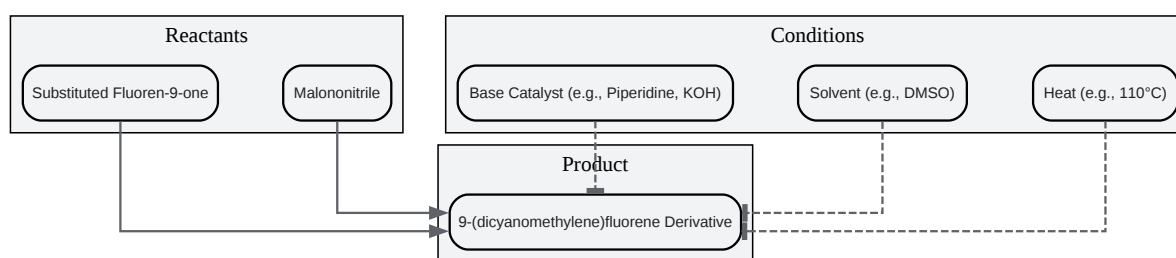 Reactants
Conditions
Substituted Fluoren-9-one
Malononitrile
Base Catalyst (e.g., Piperidine, KOH)
Solvent (e.g., DMSO)
Heat (e.g., 110°C)
Product
9-(dicyanomethylene)fluorene Derivative